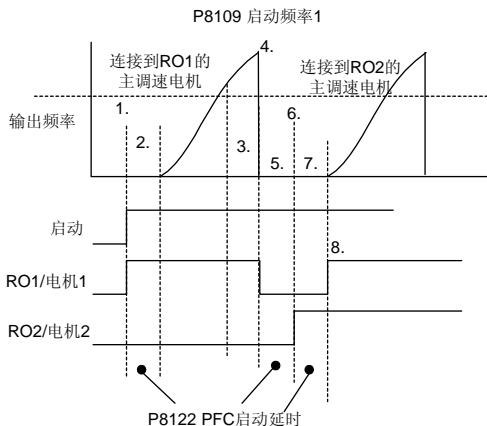 P8109 启动频率1
4.
连接到RO1的
主调速电机
连接到RO2的
主调速电机
1.
6.
输出频率
2.
3.
5.
7.
启动
8.
RO1/电机1
RO2/电机2
P8122 PFC启动延时